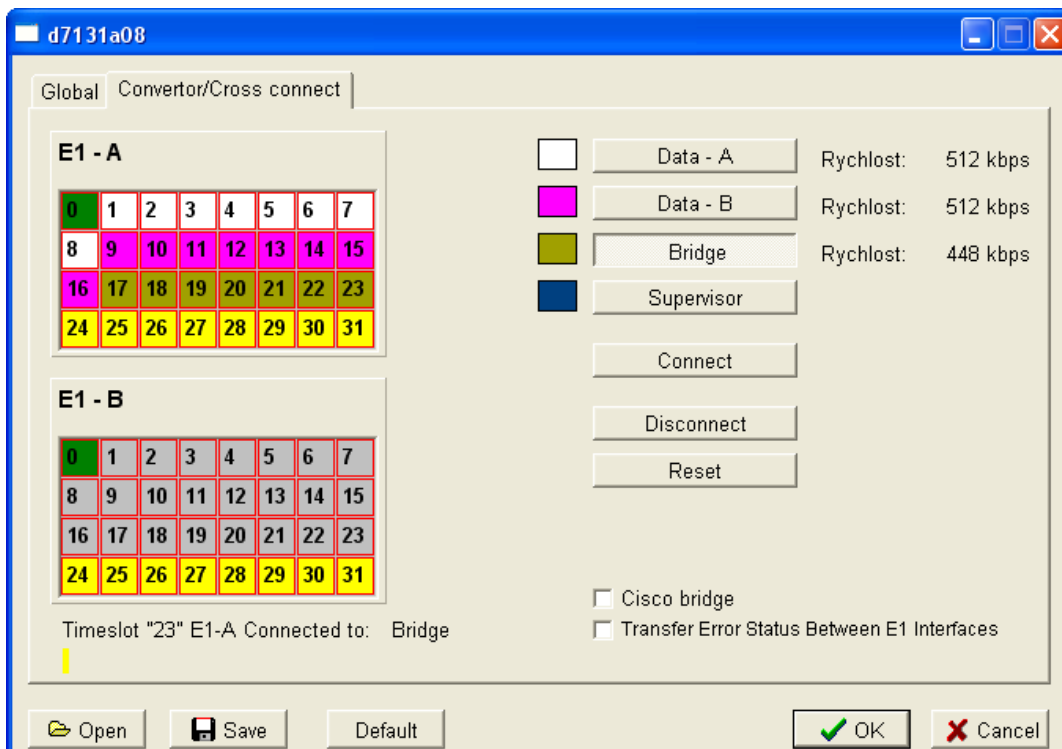 d7131a08
Global Convertor/Cross connect
E1 - A
0 1 2 3 4 5 6 7
8 9 10 11 12 13 14 15
16 17 18 19 20 21 22 23
24 25 26 27 28 29 30 31
E1 - B
0 1 2 3 4 5 6 7
8 9 10 11 12 13 14 15
16 17 18 19 20 21 22 23
24 25 26 27 28 29 30 31
Timeslot "23" E1-A Connected to: Bridge
Data - A Rychlost: 512 kbps
Data - B Rychlost: 512 kbps
Bridge Rychlost: 448 kbps
Supervisor
Connect
Disconnect
Reset
Cisco bridge
Transfer Error Status Between E1 Interfaces
Open Save Default OK Cancel